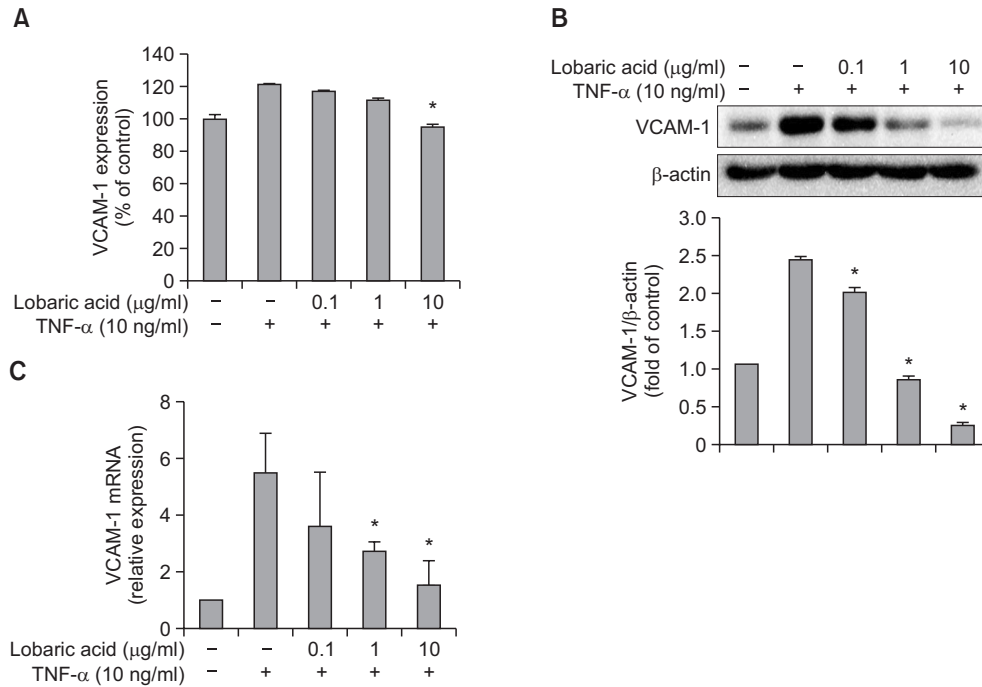 A
140
120
100
80
60
40
20
0
VCAM-1 expression
(% of control)
*
Lobaric acid (μg/ml) – – 0.1 1 10
TNF-α (10 ng/ml) – + + + +
B
Lobaric acid (μg/ml) – – 0.1 1 10
TNF-α (10 ng/ml) – + + + +
VCAM-1
β-actin
3.0
2.5
2.0
1.5
1.0
0.5
0
VCAM-1/β-actin
(fold of control)
*
*
*
C
8
6
4
2
0
VCAM-1 mRNA
(relative expression)
*
*
Lobaric acid (μg/ml) – – 0.1 1 10
TNF-α (10 ng/ml) – + + + +